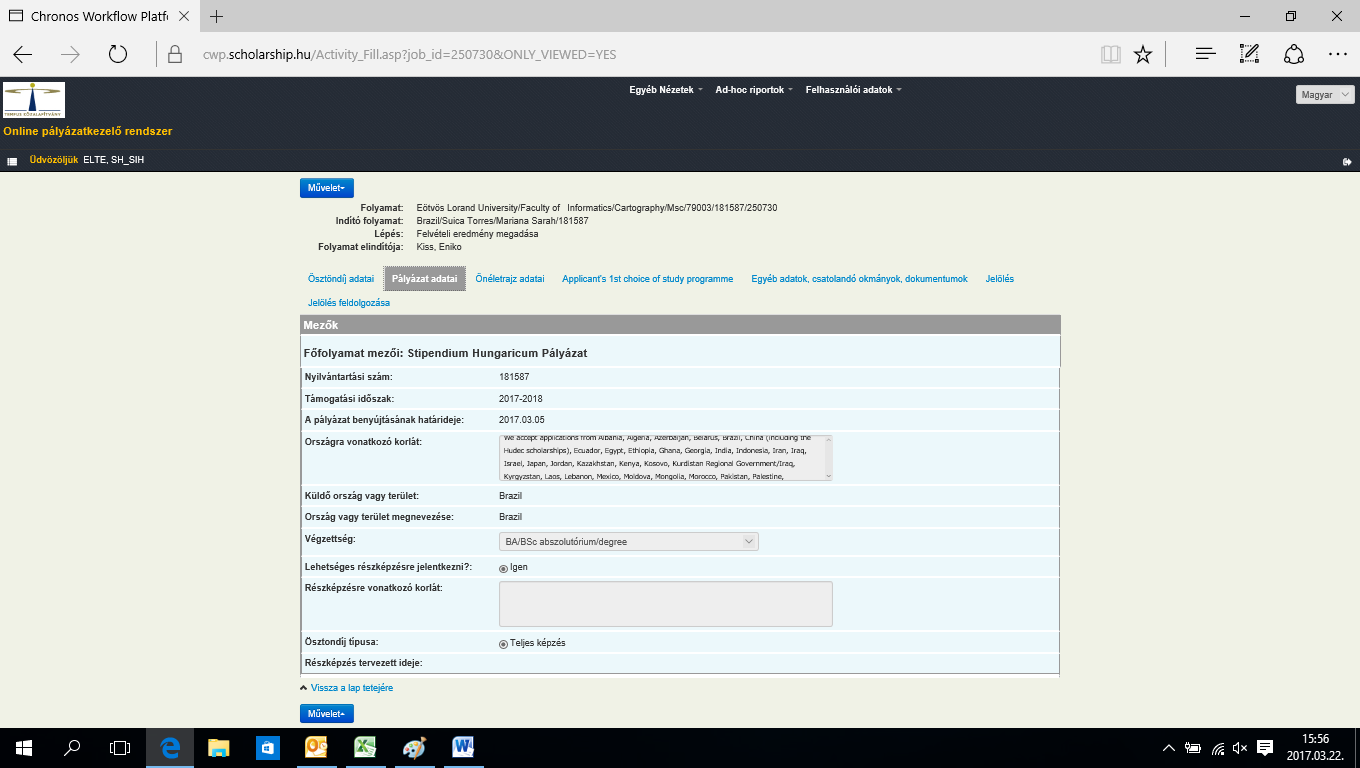 Chronos Workflow Platf
cwp.scholarship.hu/Activity_Fill.asp?job_id=250730&ONLY_VIEWED=YES
TEMPUS KÖZALAPÍTVÁNY
Egyéb Nézetek Ad-hoc riportok Felhasználói adatok
Magyar
Online pályázatkezelő rendszer
Üdvözöljük ELTE, SH_SIH
Művelet
Folyamat: Eötvös Lorand University/Faculty of Informatics/Cartography/Msc/79003/181587/250730
Indító folyamat: Brazil/Suica Torres/Mariana Sarah/181587
Lépés: Felvételi eredmény megadása
Folyamat elindítója: Kiss, Eniko
Ösztöndíj adatai Pályázat adatai Önéletrajz adatai Applicant's 1st choice of study programme Egyéb adatok, csatolandó okmányok, dokumentumok Jelölés
Jelölés feldolgozása
Mezők
Főfolyamat mezői: Stipendium Hungaricum Pályázat
Nyilvántartási szám: 181587
Támogatási időszak: 2017-2018
A pályázat benyújtásának határideje: 2017.03.05
Országra vonatkozó korlát: We accept applications from Albania, Algeria, Azerbaijan, Belarus, Brazil, China (including the
Hudec scholarships), Ecuador, Egypt, Ethiopia, Ghana, Georgia, India, Indonesia, Iran, Iraq,
Israel, Japan, Jordan, Kazakhstan, Kenya, Kosovo, Kurdistan Regional Government/Iraq,
Kyrgyzstan, Laos, Lebanon, Mexico, Moldova, Mongolia, Morocco, Pakistan, Palestine,
Küldő ország vagy terület: Brazil
Ország vagy terület megnevezése: Brazil
Végzettség: BA/BSc abszolutórium/degree
Lehetséges részképzésre jelentkezni?: Igen
Részképzésre vonatkozó korlát:
Ösztondíj típusa: Teljes képzés
Részképzés tervezett ideje:
Vissza a lap tetejére
Művelet
15:56
2017.03.22.